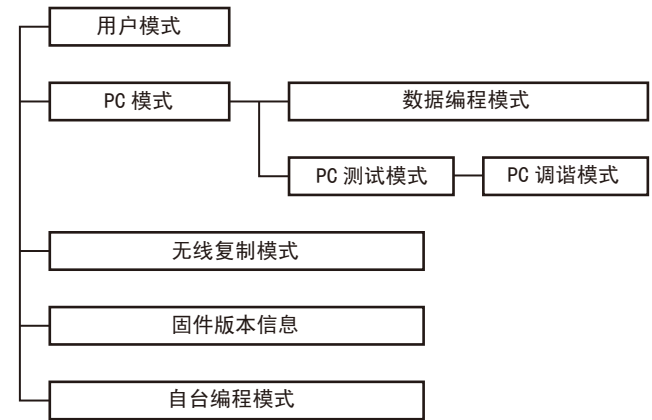 用户模式
PC 模式
数据编程模式
PC 测试模式
PC 调谐模式
无线复制模式
固件版本信息
自台编程模式